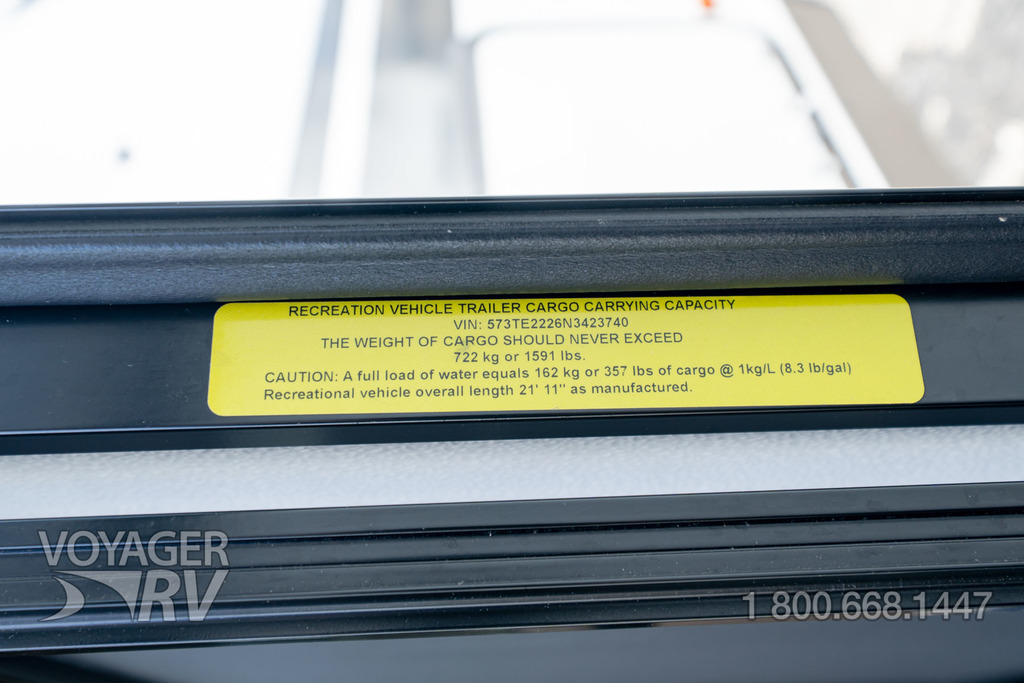 RECREATION VEHICLE TRAILER CARGO CARRYING CAPACITY
VIN: 573TE2226N3423740
THE WEIGHT OF CARGO SHOULD NEVER EXCEED
722 kg or 1591 lbs.
CAUTION: A full load of water equals 162 kg or 357 lbs of cargo @ 1kg/L (8.3 lb/gal)
Recreational vehicle overall length 21' 11" as manufactured.
VOYAGER
RV
1 800.668.1447